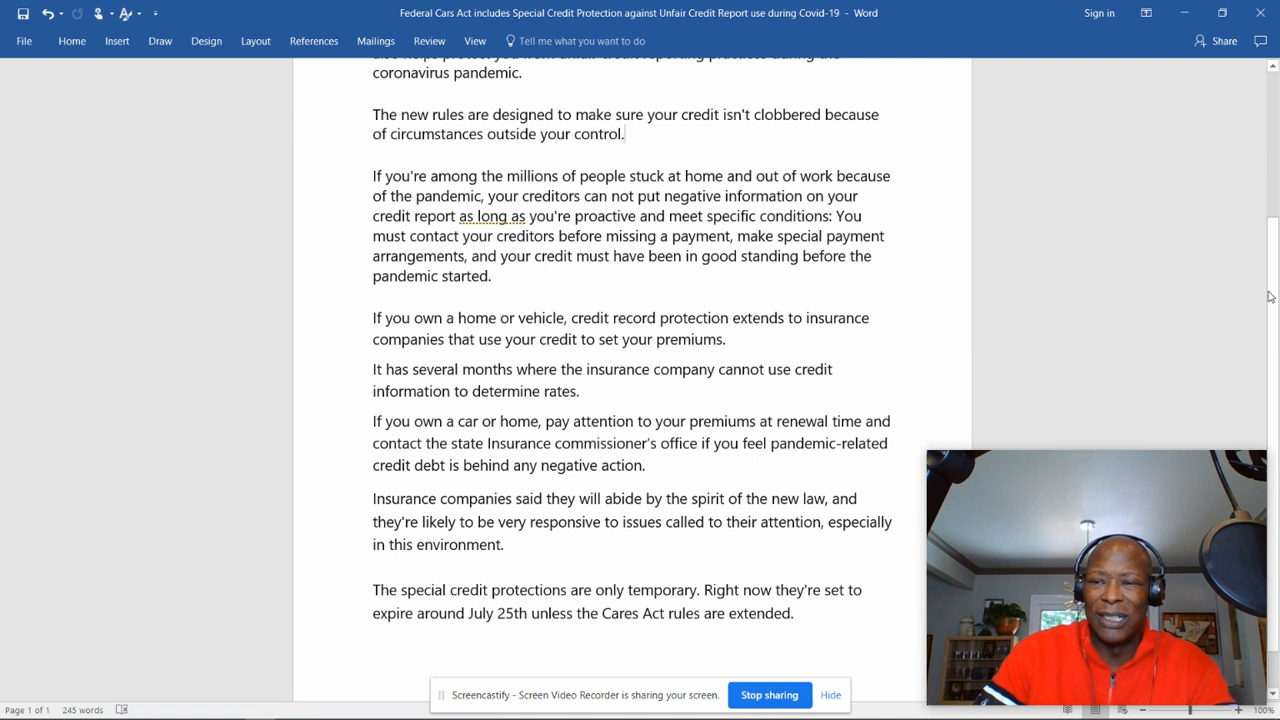 Federal Cars Act includes Special Credit Protection against Unfair Credit Report use during Covid-19 - Word
Sign in
File Home Insert Draw Design Layout References Mailings Review View Tell me what you want to do Share
also helps protect you from unfair credit reporting practices during the
coronavirus pandemic.
The new rules are designed to make sure your credit isn't clobbered because
of circumstances outside your control.
If you're among the millions of people stuck at home and out of work because
of the pandemic, your creditors can not put negative information on your
credit report as long as you're proactive and meet specific conditions: You
must contact your creditors before missing a payment, make special payment
arrangements, and your credit must have been in good standing before the
pandemic started.
If you own a home or vehicle, credit record protection extends to insurance
companies that use your credit to set your premiums.
It has several months where the insurance company cannot use credit
information to determine rates.
If you own a car or home, pay attention to your premiums at renewal time and
contact the state Insurance commissioner's office if you feel pandemic-related
credit debt is behind any negative action.
Insurance companies said they will abide by the spirit of the new law, and
they're likely to be very responsive to issues called to their attention, especially
in this environment.
The special credit protections are only temporary. Right now they're set to
expire around July 25th unless the Cares Act rules are extended.
Screencastify - Screen Video Recorder is sharing your screen. Stop sharing Hide
Page 1 of 1 245 words 100%